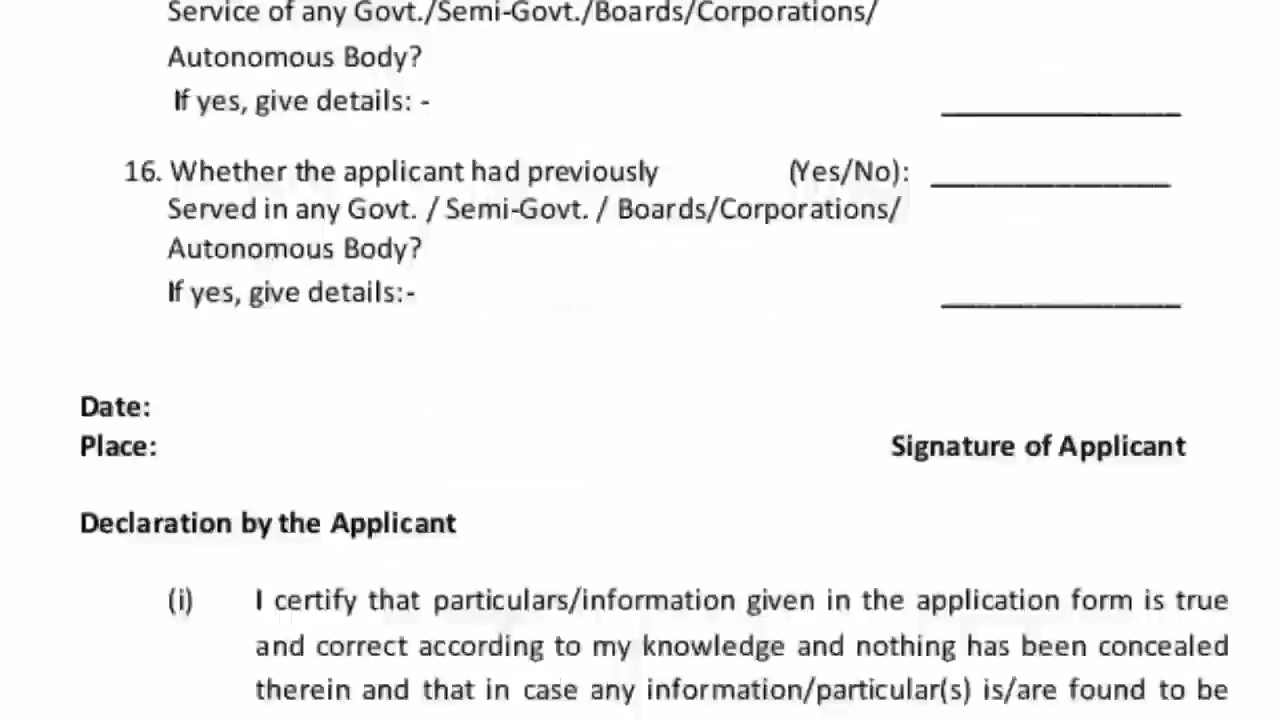 Service of any Govt./Semi-Govt./Boards/Corporations/
Autonomous Body?
If yes, give details: -
16. Whether the applicant had previously (Yes/No):
Served in any Govt. / Semi-Govt. / Boards/Corporations/
Autonomous Body?
If yes, give details:-
Date:
Place: Signature of Applicant
Declaration by the Applicant
(i) I certify that particulars/information given in the application form is true
and correct according to my knowledge and nothing has been concealed
therein and that in case any information/particular(s) is/are found to be